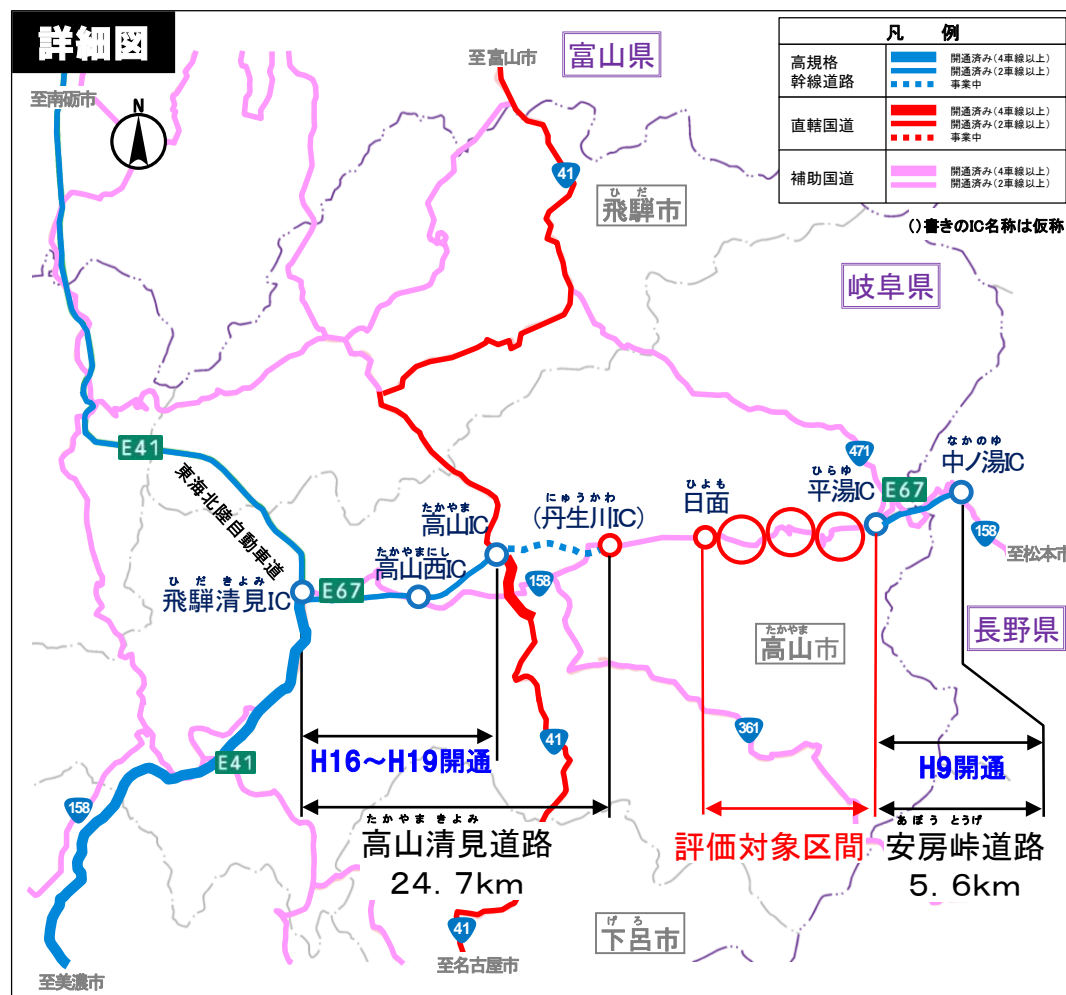 詳細図
凡 例
高規格
幹線道路
開通済み(4車線以上)
開通済み(2車線以上)
事業中
直轄国道
開通済み(4車線以上)
開通済み(2車線以上)
事業中
補助国道
開通済み(4車線以上)
開通済み(2車線以上)
()書きのIC名称は仮称
至富山市
富山県
至南砺市
N
41
ひだ
飛騨市
岐阜県
E41
東海北陸自動車道
471
なかのゆ
中ノ湯IC
ひらゆ
平湯IC
E67
ひよも
日面
にゅうかわ
(丹生川IC)
たかやま
高山IC
たかやまにし
高山西IC
158
至松本市
ひだ きよみ
飛騨清見IC
E67
158
たかやま
高山市
長野県
361
41
H16～H19開通
H9開通
E41
158
たかやま きよみ
高山清見道路
24.7km
評価対象区間
あぼう とうげ
安房峠道路
5.6km
41
げろ
下呂市
至名古屋市
至美濃市